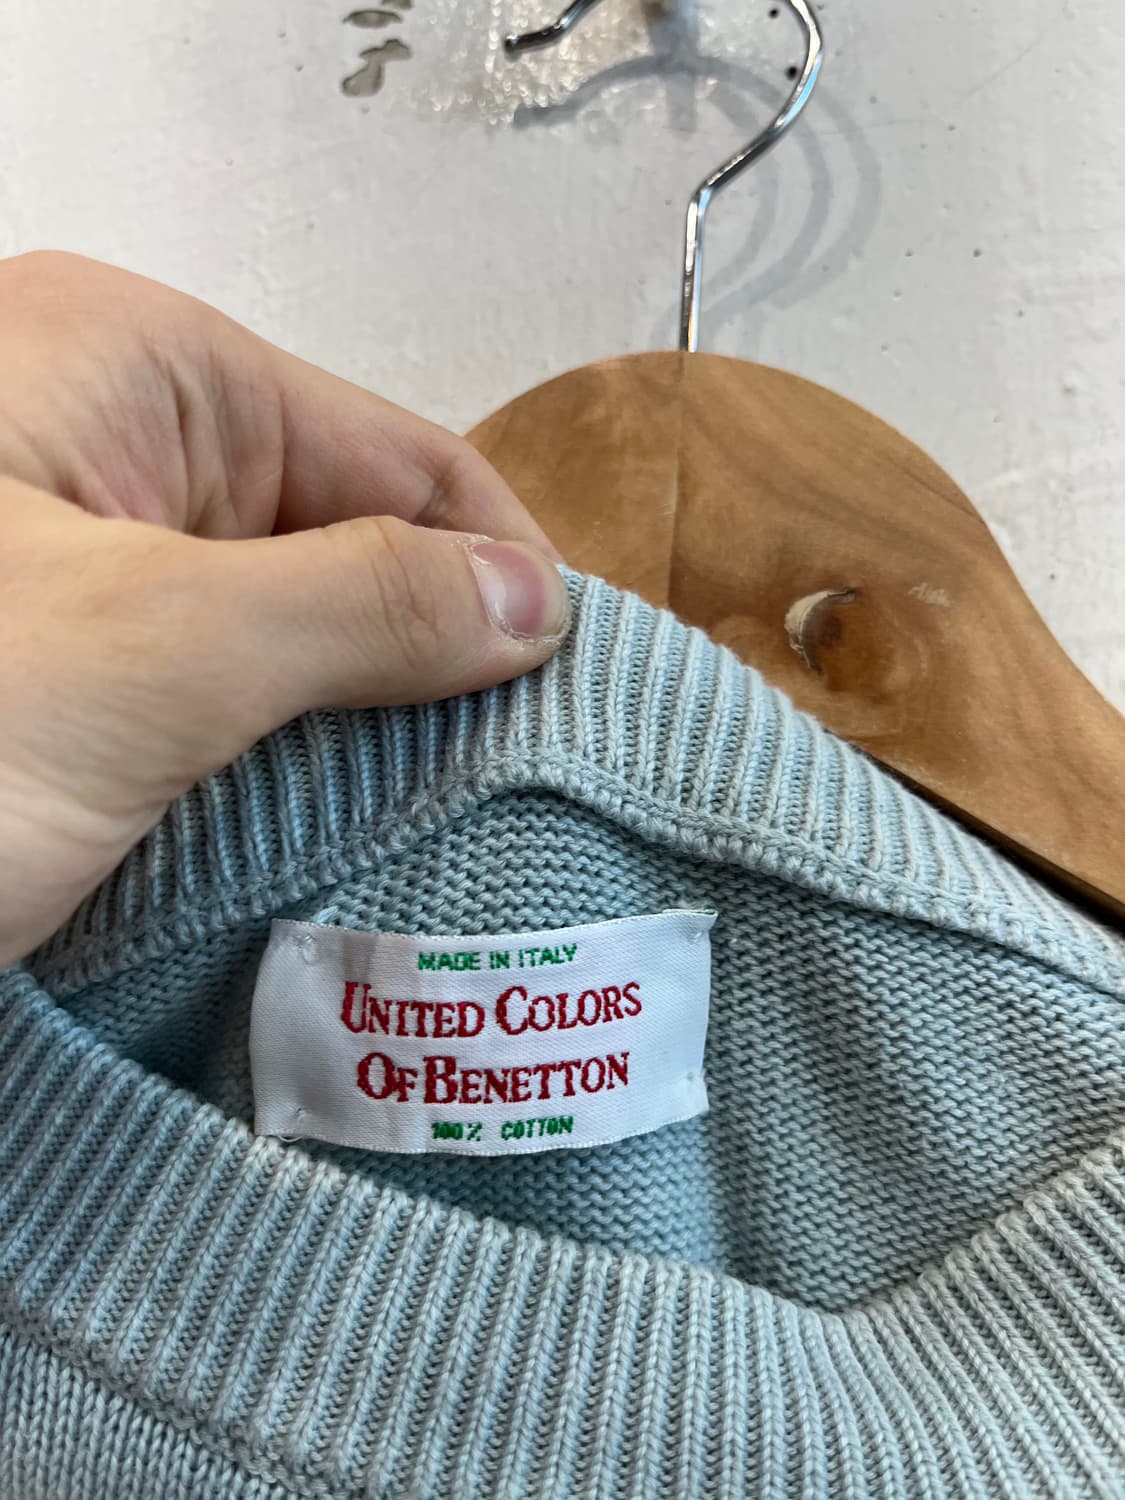 MADE IN ITALY
UNITED COLORS
OF BENETTON
100% COTTON